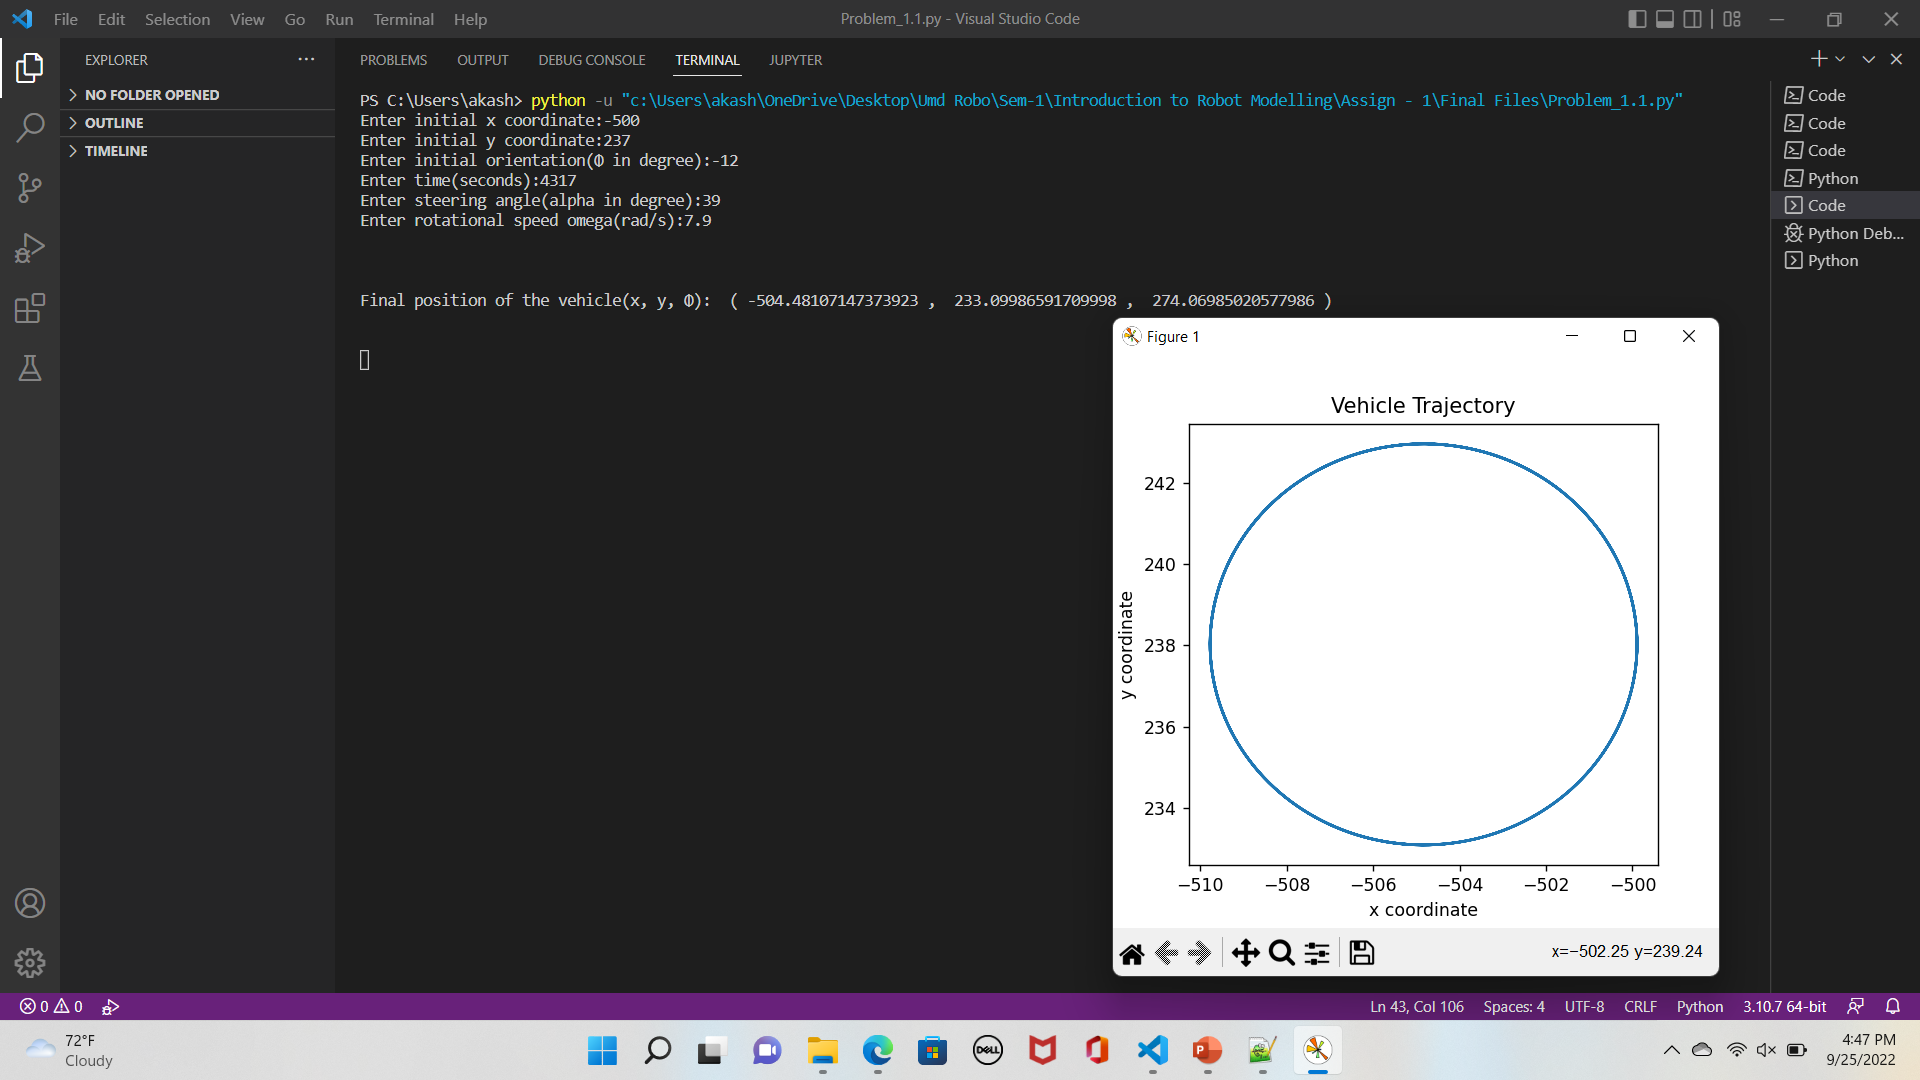 File Edit Selection View Go Run Terminal Help
Problem_1.1.py - Visual Studio Code
EXPLORER
NO FOLDER OPENED
OUTLINE
TIMELINE
PROBLEMS OUTPUT DEBUG CONSOLE TERMINAL JUPYTER
PS C:\Users\akash> python -u "c:\Users\akash\OneDrive\Desktop\Umd Robo\Sem-1\Introduction to Robot Modelling\Assign - 1\Final Files\Problem_1.1.py"
Enter initial x coordinate:-500
Enter initial y coordinate:237
Enter initial orientation(Φ in degree):-12
Enter time(seconds):4317
Enter steering angle(alpha in degree):39
Enter rotational speed omega(rad/s):7.9
Final position of the vehicle(x, y, Φ):  ( -504.48107147373923 ,  233.09986591709998 ,  274.06985020577986 )
Code
Code
Code
Python
Code
Python Deb...
Python
Figure 1
Vehicle Trajectory
242
240
238
236
234
y coordinate
−510 −508 −506 −504 −502 −500
x coordinate
x=−502.25 y=239.24
0 0
Ln 43, Col 106 Spaces: 4 UTF-8 CRLF Python 3.10.7 64-bit
72°F
Cloudy
DELL
P
4:47 PM
9/25/2022